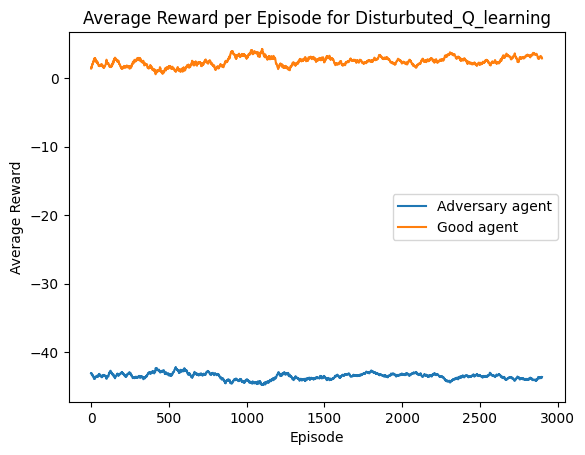 Average Reward per Episode for Disturbuted_Q_learning
Average Reward
0
−10
−20
−30
−40
Adversary agent
Good agent
0
500
1000
1500
2000
2500
3000
Episode